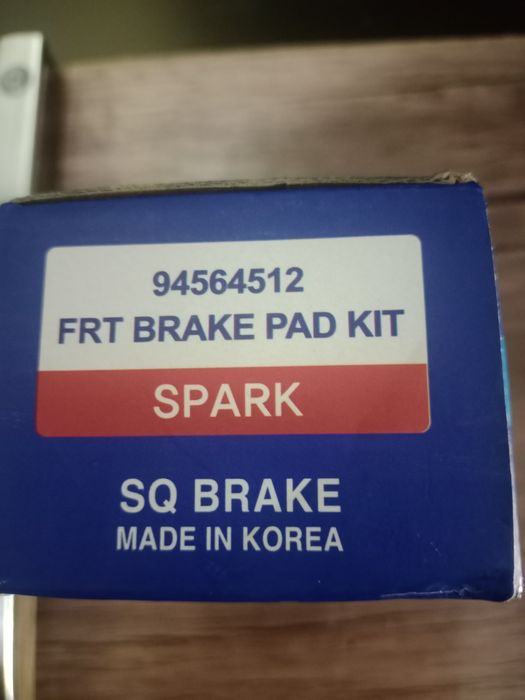 94564512
FRT BRAKE PAD KIT
SPARK
SQ BRAKE
MADE IN KOREA